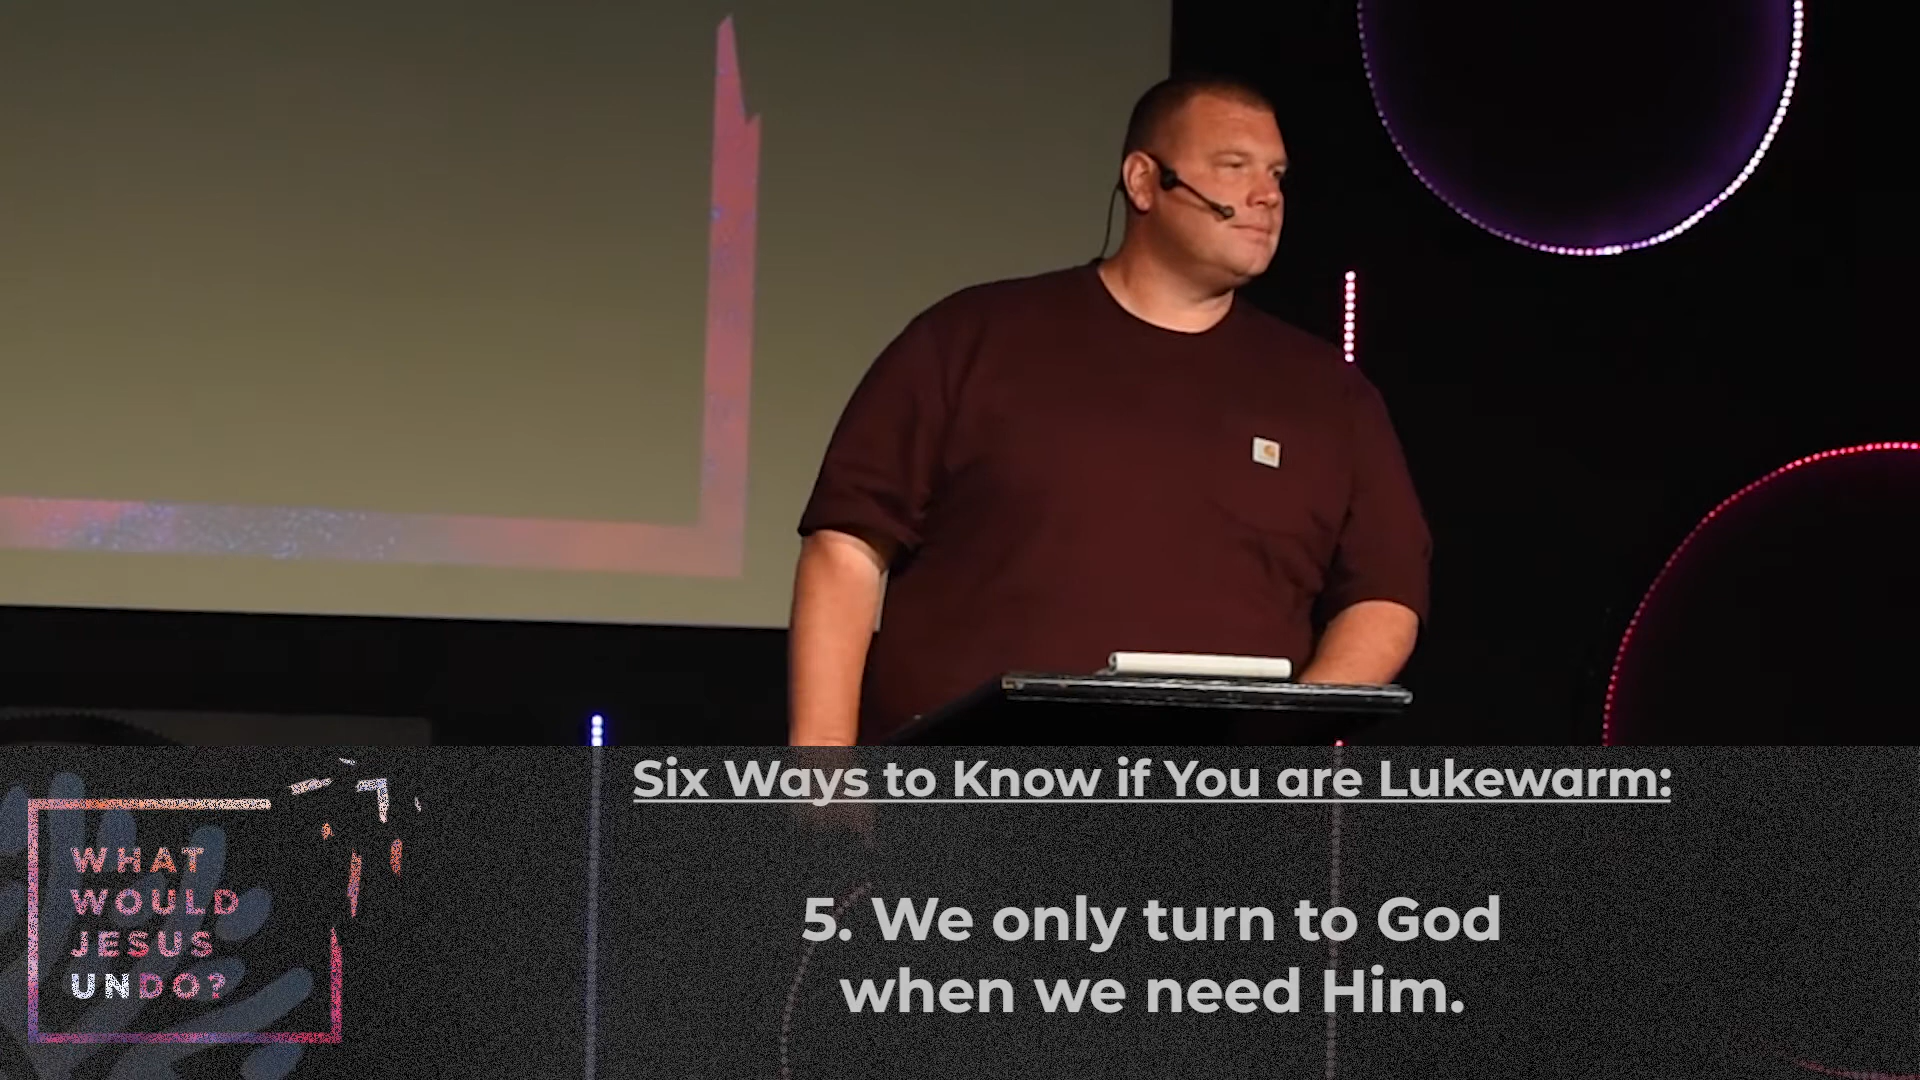 Six Ways to Know if You are Lukewarm:
5. We only turn to God
when we need Him.
WHAT
WOULD
JESUS
UNDO?